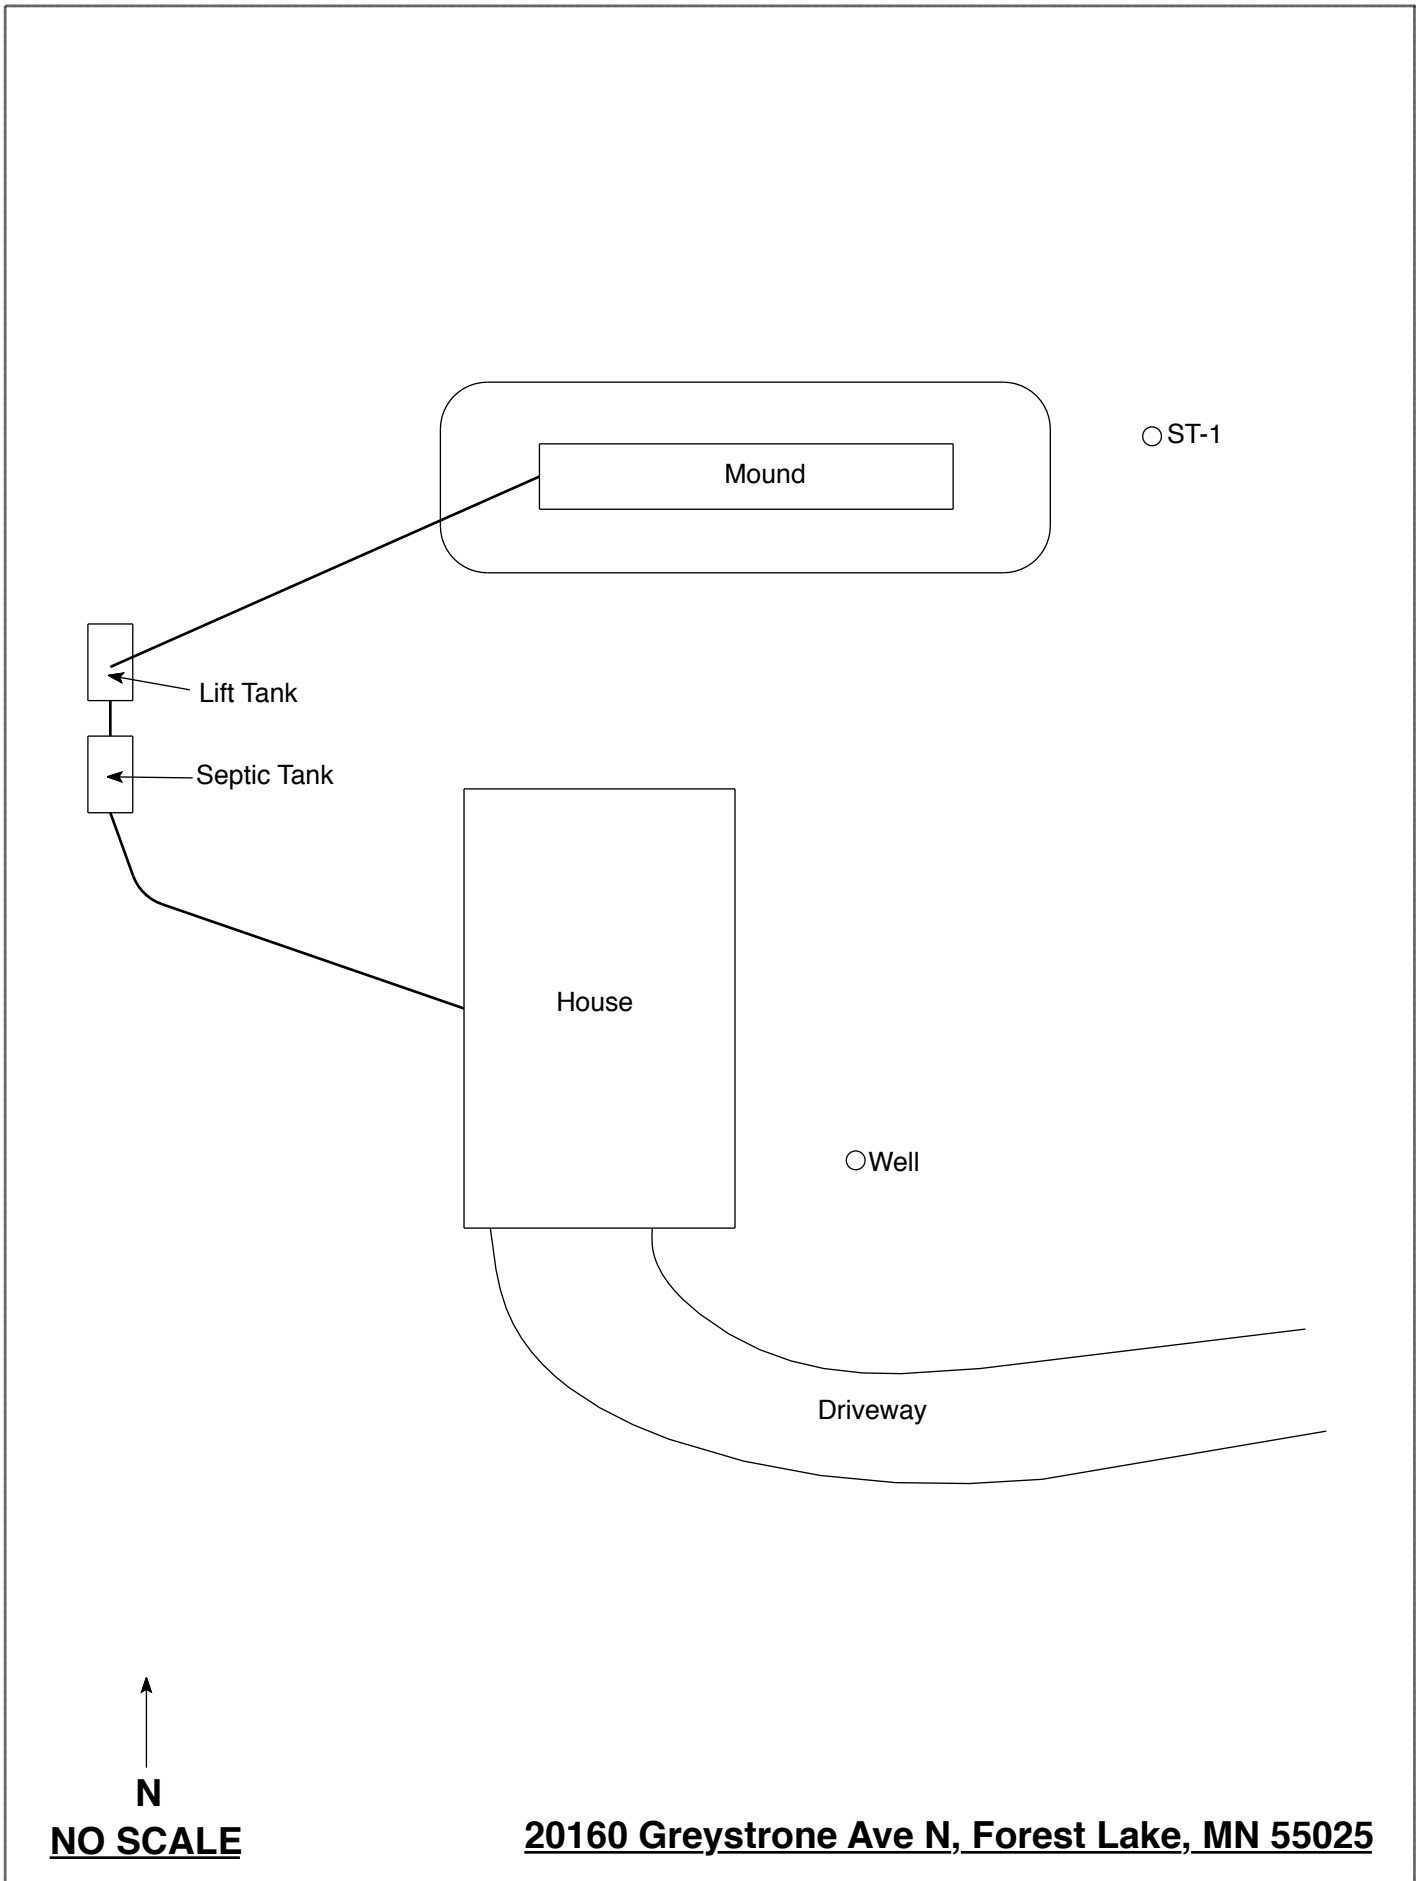 ST-1
Mound
Lift Tank
Septic Tank
House
Well
Driveway
N
NO SCALE
20160 Greystrone Ave N, Forest Lake, MN 55025